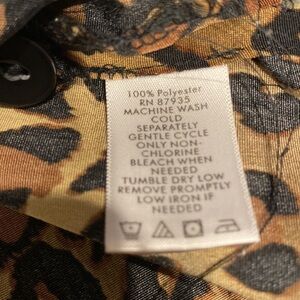 100% Polyester
RN 87935
MACHINE WASH
COLD
SEPARATELY
GENTLE CYCLE
ONLY NON-
CHLORINE
BLEACH WHEN
NEEDED
TUMBLE DRY LOW
REMOVE PROMPTLY
LOW IRON IF
NEEDED